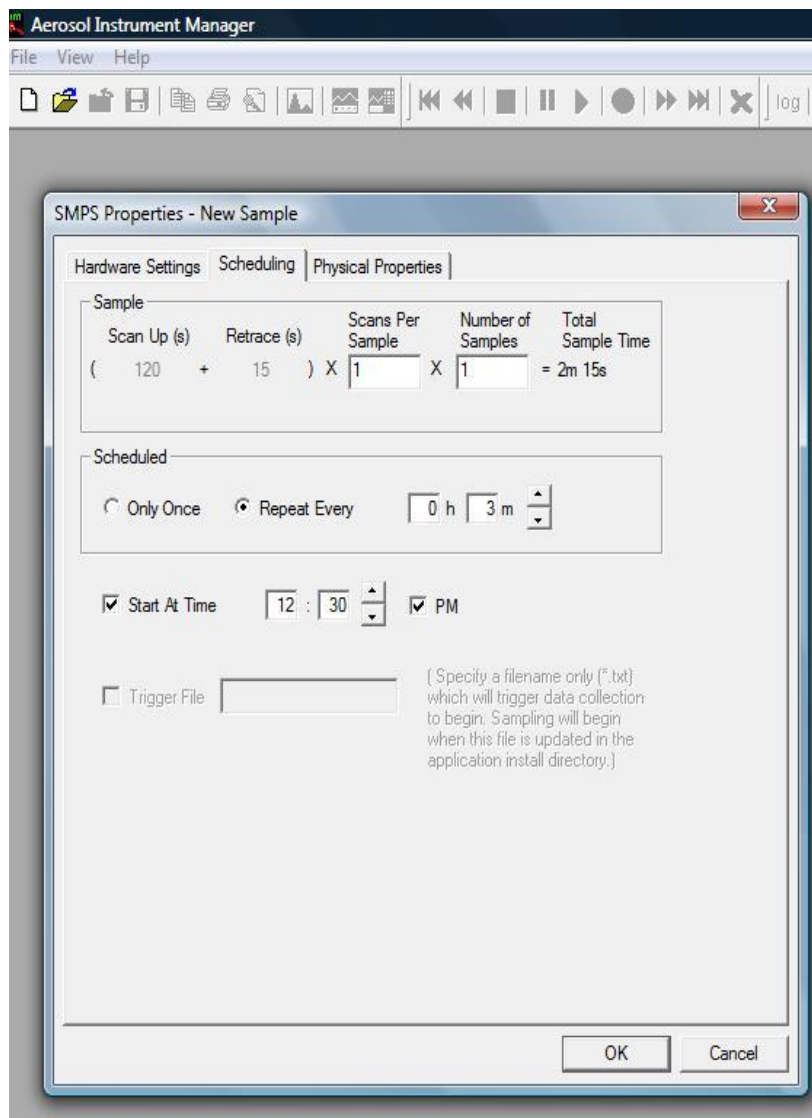 Aerosol Instrument Manager
File View Help
log
SMPS Properties - New Sample
X
Hardware Settings Scheduling Physical Properties
Sample
Scan Up (s) Retrace (s) Scans Per Sample Number of Samples Total Sample Time
( 120 + 15 ) X 1 X 1 = 2m 15s
Scheduled
Only Once Repeat Every 0 h 3 m
Start At Time 12 : 30 PM
Trigger File
( Specify a filename only (*.txt)
which will trigger data collection
to begin. Sampling will begin
when this file is updated in the
application install directory.)
OK Cancel